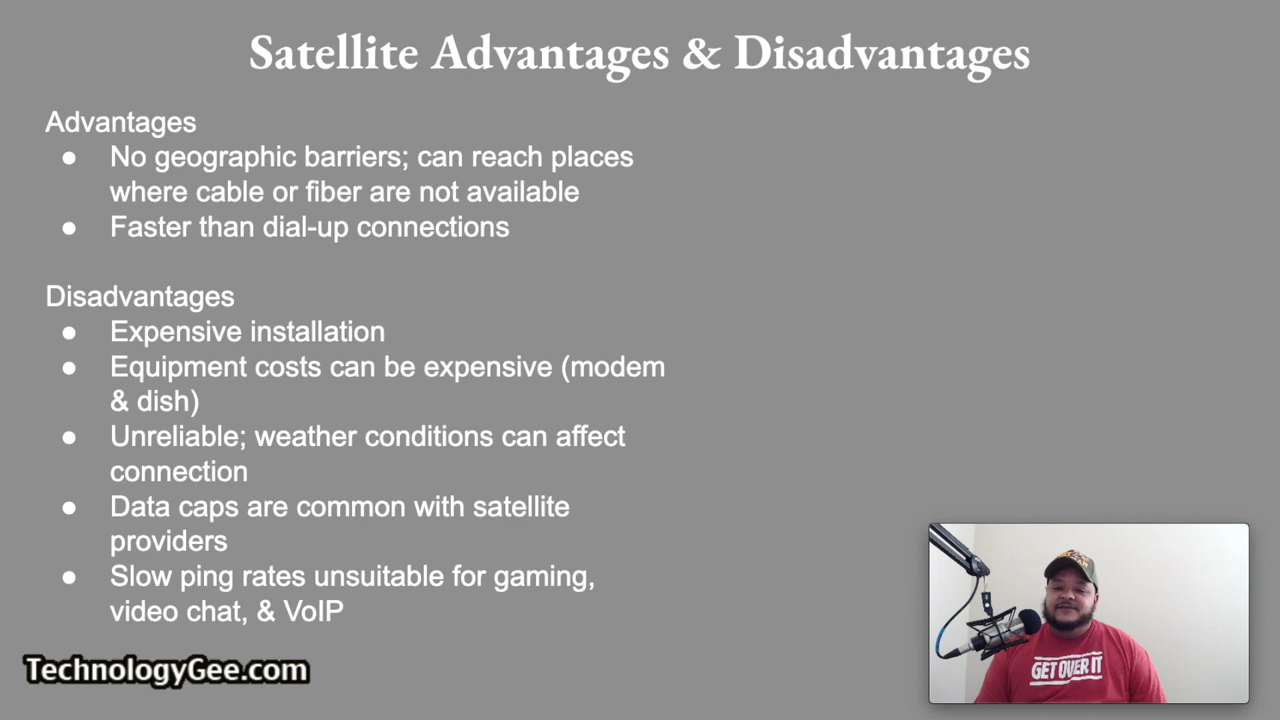 Satellite Advantages & Disadvantages
Advantages
● No geographic barriers; can reach places
where cable or fiber are not available
● Faster than dial-up connections
Disadvantages
● Expensive installation
● Equipment costs can be expensive (modem
& dish)
● Unreliable; weather conditions can affect
connection
● Data caps are common with satellite
providers
● Slow ping rates unsuitable for gaming,
video chat, & VoIP
TechnologyGee.com
GET OVER IT